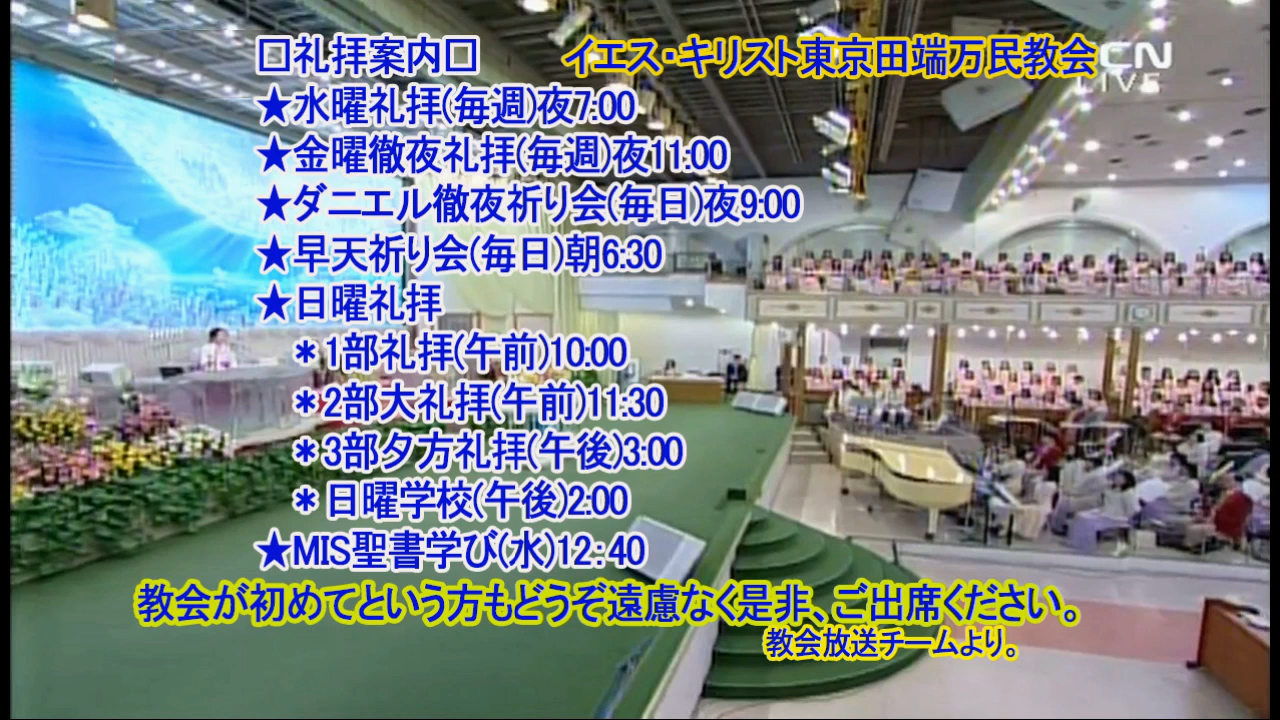 □礼拝案内□ イエス・キリスト東京田端万民教会
CN
LIVE
★水曜礼拝(毎週)夜7:00
★金曜徹夜礼拝(毎週)夜11:00
★ダニエル徹夜祈り会(毎日)夜9:00
★早天祈り会(毎日)朝6:30
★日曜礼拝
＊1部礼拝(午前)10:00
＊2部大礼拝(午前)11:30
＊3部夕方礼拝(午後)3:00
＊日曜学校(午後)2:00
★MIS聖書学び(水)12:40
教会が初めてという方もどうぞ遠慮なく是非、ご出席ください。
教会放送チームより。